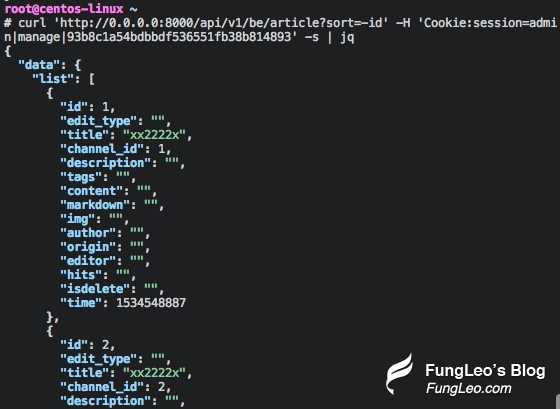 root@centos-linux ~
# curl 'http://0.0.0.0:8000/api/v1/be/article?sort=-id' -H 'Cookie:session=admi
n|manage|93b8c1a54bdbbdf536551fb38b814893' -s | jq
{
  "data": {
    "list": [
      {
        "id": 1,
        "edit_type": "",
        "title": "xx2222x",
        "channel_id": 1,
        "description": "",
        "tags": "",
        "content": "",
        "markdown": "",
        "img": "",
        "author": "",
        "origin": "",
        "editor": "",
        "hits": "",
        "isdelete": "",
        "time": 1534548887
      },
      {
        "id": 2,
        "edit_type": "",
        "title": "xx2222x",
        "channel_id": 2,
        "description": "",
FungLeo's Blog
FungLeo.com